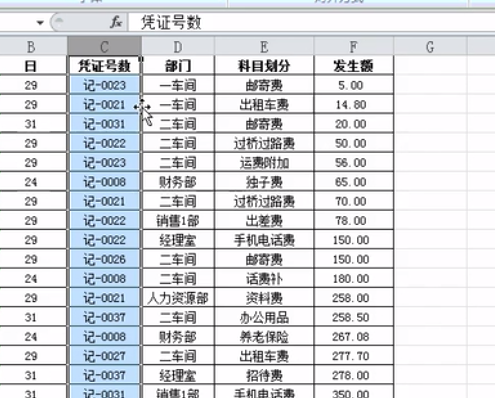 fx 凭证号数
B C D E F G
日 凭证号数 部门 科目划分 发生额
29 记-0023 一车间 邮寄费 5.00
29 记-0021 一车间 出租车费 14.80
31 记-0031 二车间 邮寄费 20.00
29 记-0022 二车间 过桥过路费 50.00
29 记-0023 二车间 运费附加 56.00
24 记-0008 财务部 独子费 65.00
29 记-0021 二车间 过桥过路费 70.00
29 记-0022 销售1部 出差费 78.00
29 记-0022 经理室 手机电话费 150.00
29 记-0026 二车间 邮寄费 150.00
24 记-0008 二车间 话费补 180.00
29 记-0021 人力资源部 资料费 258.00
31 记-0037 二车间 办公用品 258.50
24 记-0008 财务部 养老保险 267.08
29 记-0027 二车间 出租车费 277.70
31 记-0037 经理室 招待费 278.00
31 记-0031 销售1部 手机电话费 350.00